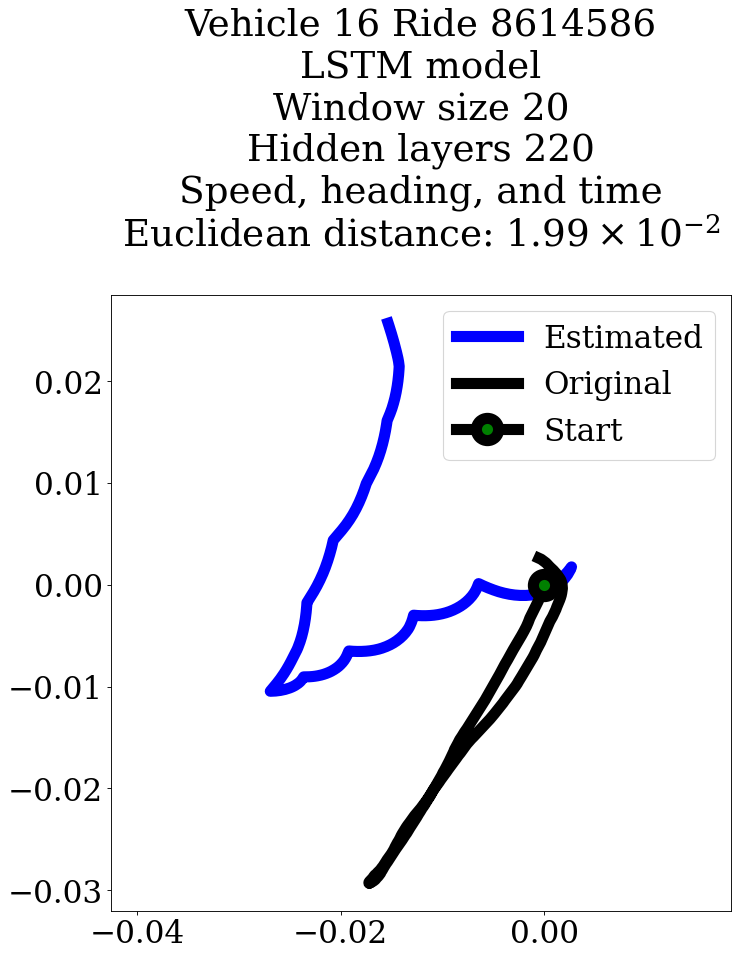 Vehicle 16 Ride 8614586
LSTM model
Window size 20
Hidden layers 220
Speed, heading, and time
Euclidean distance: 1.99 × 10⁻²
Estimated
Original
Start
0.02
0.01
0.00
−0.01
−0.02
−0.03
−0.04
−0.02
0.00